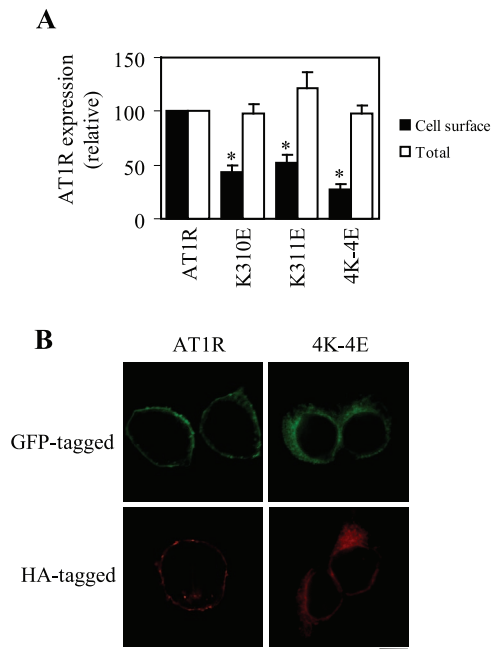 A
AT1R expression
(relative)
150
100
50
0
*
*
*
Cell surface
Total
AT1R
K310E
K311E
4K-4E
B
AT1R
4K-4E
GFP-tagged
HA-tagged